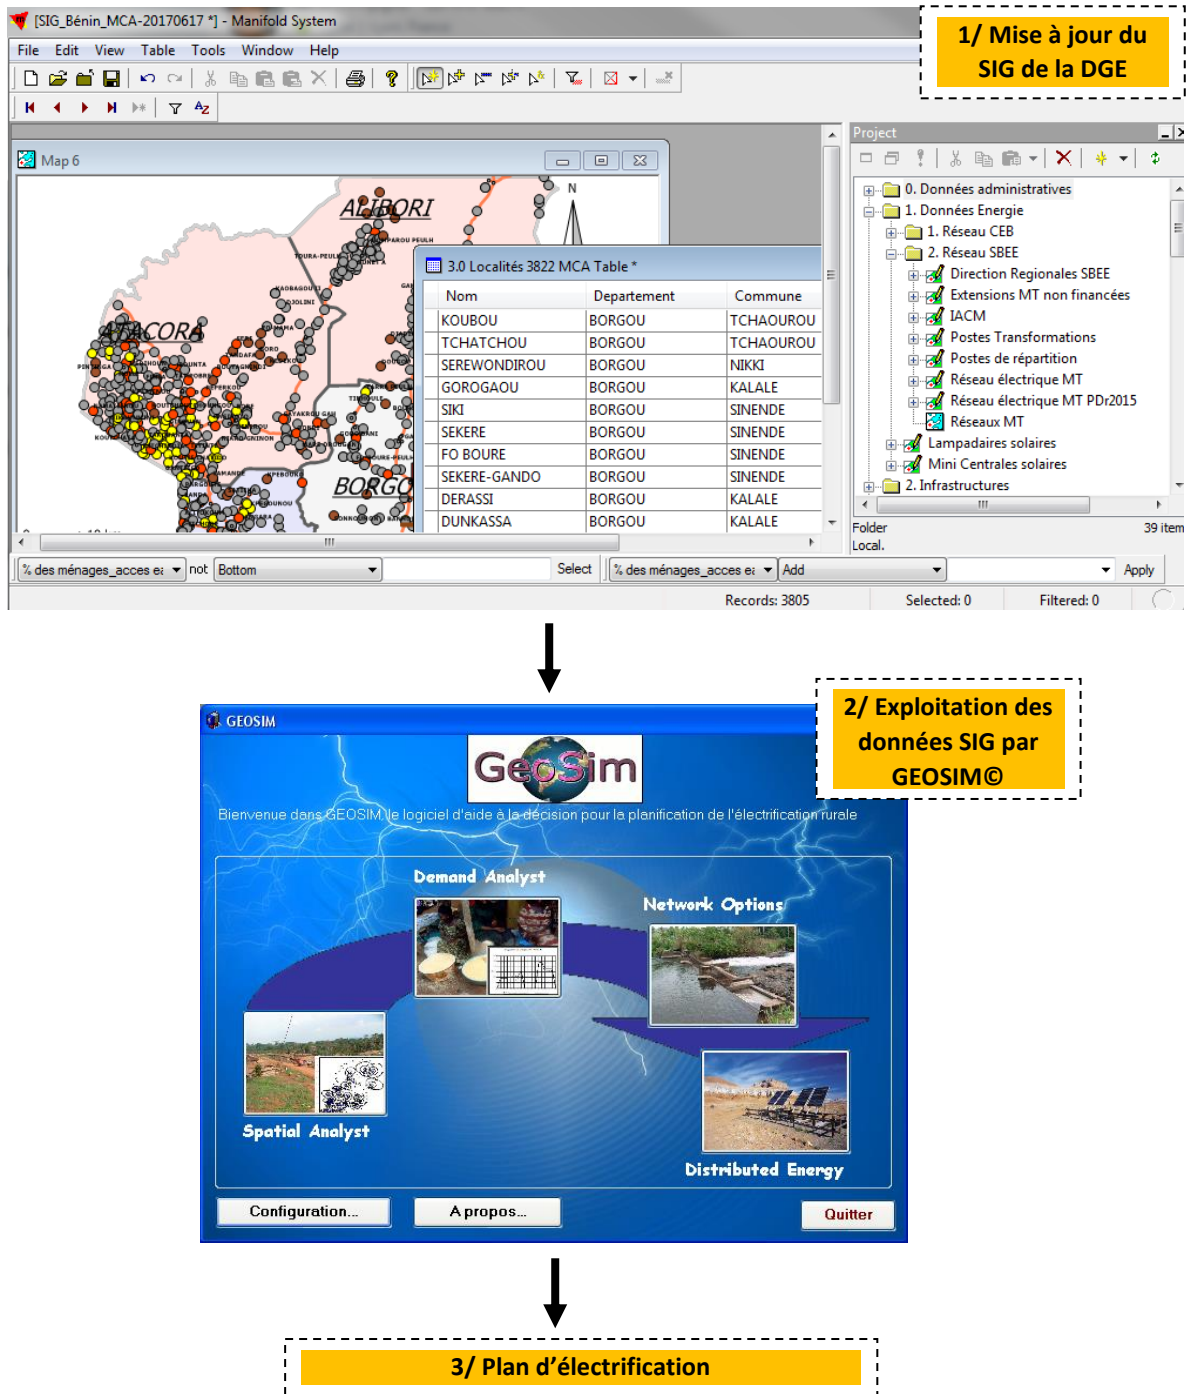 [SIG_Bénin_MCA-20170617 *] - Manifold System
File Edit View Table Tools Window Help
1/ Mise à jour du
SIG de la DGE
Map 6
N
ALIBORI
ATACORA
BORGO
3.0 Localités 3822 MCA Table *
Nom Departement Commune
KOUBOU BORGOU TCHAOUROU
TCHATCHOU BORGOU TCHAOUROU
SEREWONDIROU BORGOU NIKKI
GOROGAOU BORGOU KALALE
SIKI BORGOU SINENDE
SEKERE BORGOU SINENDE
FO BOURE BORGOU SINENDE
SEKERE-GANDO BORGOU SINENDE
DERASSI BORGOU KALALE
DUNKASSA BORGOU KALALE
Project
0. Données administratives
1. Données Energie
1. Réseau CEB
2. Réseau SBEE
Direction Regionales SBEE
Extensions MT non financées
IACM
Postes Transformations
Postes de répartition
Réseau électrique MT
Réseau électrique MT PDr2015
Réseaux MT
Lampadaires solaires
Mini Centrales solaires
2. Infrastructures
Folder 39 item
Local.
% des ménages_acces ea not Bottom Select % des ménages_acces ea Add Apply
Records: 3805 Selected: 0 Filtered: 0
2/ Exploitation des
données SIG par
GEOSIM©
GEOSIM
GeoSim
Bienvenue dans GEOSIM, le logiciel d'aide à la décision pour la planification de l'électrification rurale
Demand Analyst
Network Options
Spatial Analyst
Distributed Energy
Configuration... A propos... Quitter
3/ Plan d’électrification